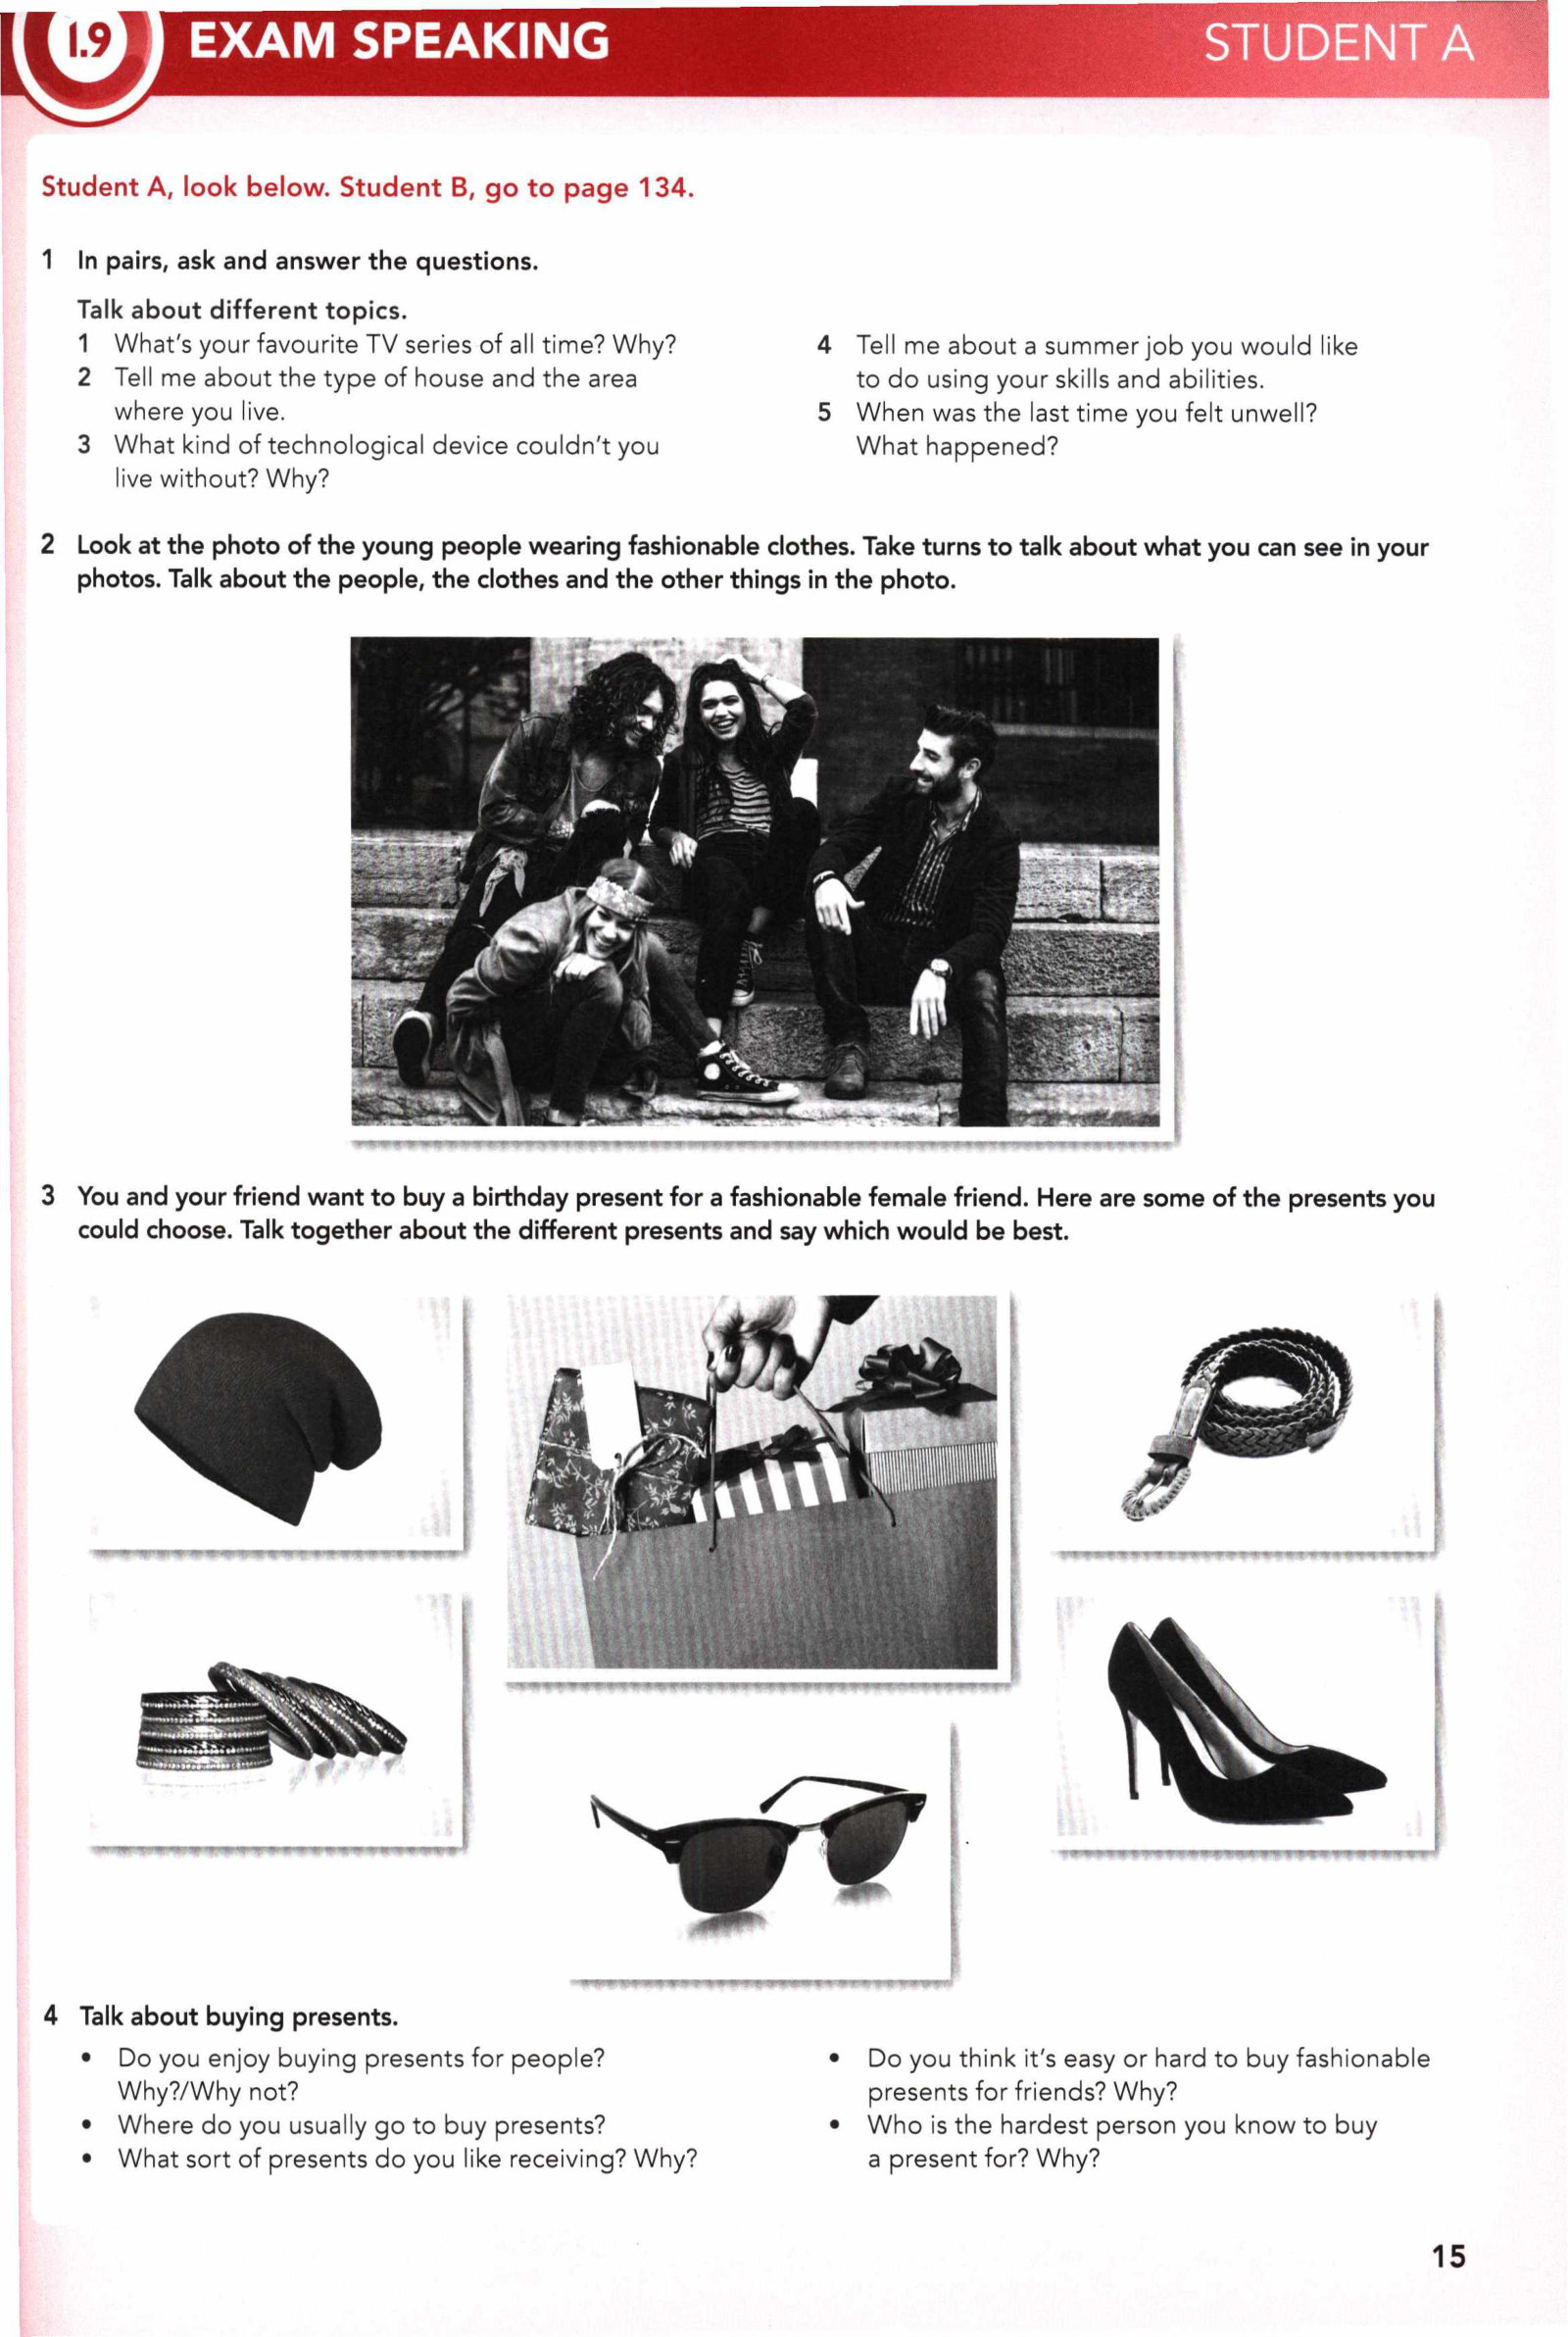 1.9
EXAM SPEAKING
STUDENT A
Student A, look below. Student B, go to page 134.
1 In pairs, ask and answer the questions.
Talk about different topics.
1 What's your favourite TV series of all time? Why?
2 Tell me about the type of house and the area
where you live.
3 What kind of technological device couldn't you
live without? Why?
4 Tell me about a summer job you would like
to do using your skills and abilities.
5 When was the last time you felt unwell?
What happened?
2 Look at the photo of the young people wearing fashionable clothes. Take turns to talk about what you can see in your
photos. Talk about the people, the clothes and the other things in the photo.
3 You and your friend want to buy a birthday present for a fashionable female friend. Here are some of the presents you
could choose. Talk together about the different presents and say which would be best.
4 Talk about buying presents.
• Do you enjoy buying presents for people?
Why?/Why not?
• Where do you usually go to buy presents?
• What sort of presents do you like receiving? Why?
• Do you think it's easy or hard to buy fashionable
presents for friends? Why?
• Who is the hardest person you know to buy
a present for? Why?
15